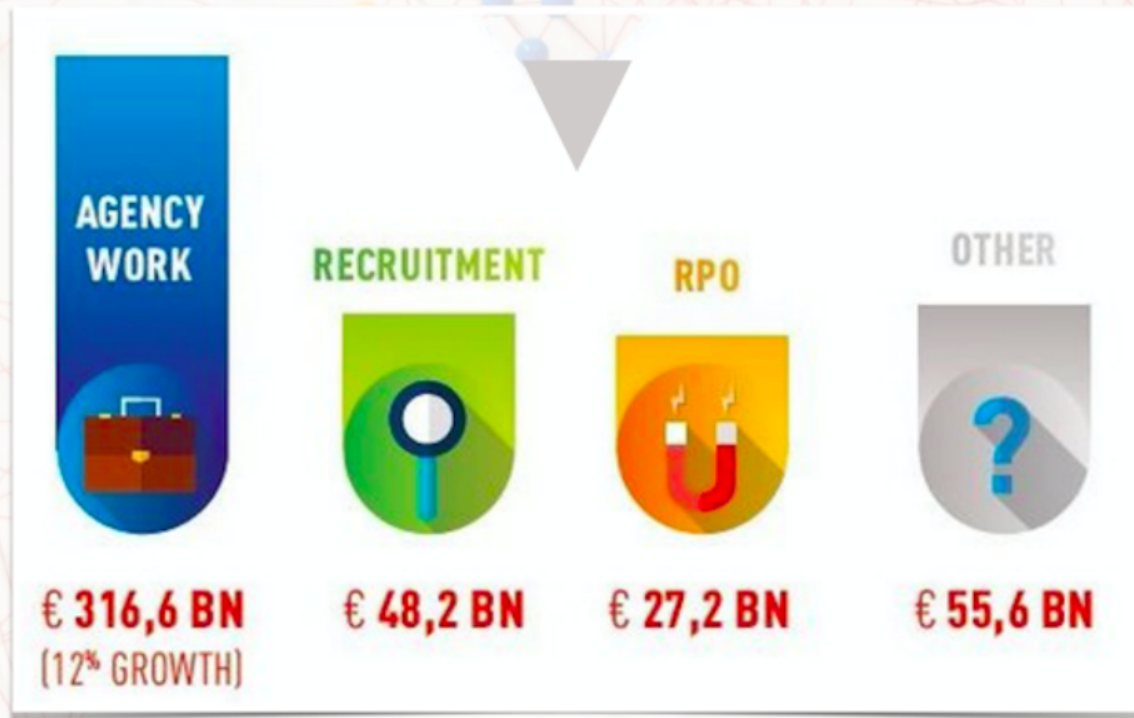 AGENCY
WORK
RECRUITMENT
RPO
OTHER
€ 316,6 BN
(12% GROWTH)
€ 48,2 BN
€ 27,2 BN
€ 55,6 BN